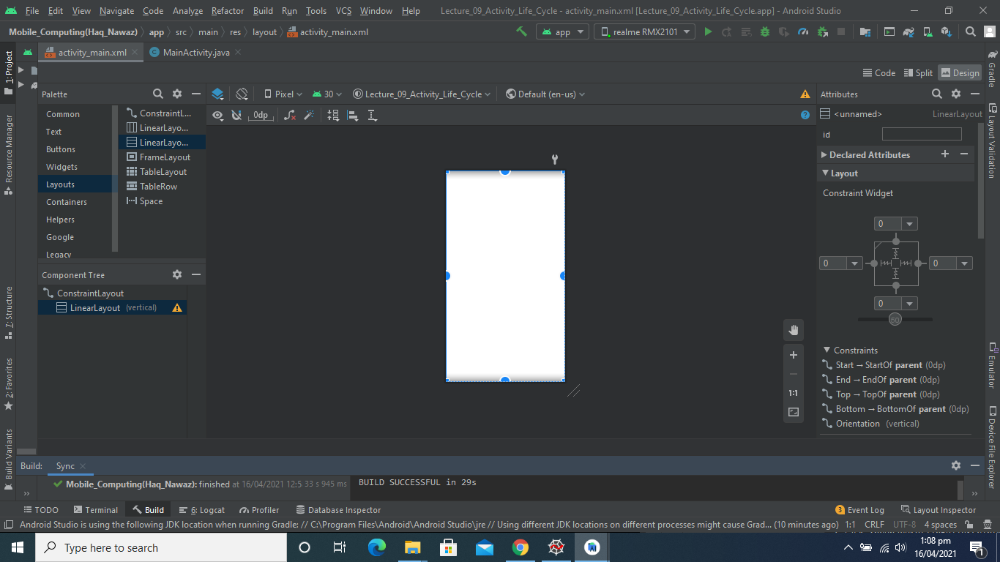 File Edit View Navigate Code Analyze Refactor Build Run Tools VCS Window Help Lecture_09_Activity_Life_Cycle - activity_main.xml [Lecture_09_Activity_Life_Cycle.app] - Android Studio
Mobile_Computing(Haq_Nawaz) app src main res layout activity_main.xml app realme RMX2101
activity_main.xml MainActivity.java
Code Split Design
1: Project
Resource Manager
7: Structure
2: Favorites
Build Variants
Palette
Common
Text
Buttons
Widgets
Layouts
Containers
Helpers
Google
Legacy
ConstraintL...
LinearLayo...
LinearLayo...
FrameLayout
TableLayout
TableRow
Space
Component Tree
ConstraintLayout
LinearLayout (vertical)
Pixel 30 Lecture_09_Activity_Life_Cycle Default (en-us)
0dp
1:1
Attributes
<unnamed> LinearLayout
id
Declared Attributes
Layout
Constraint Widget
0
0 0
0
50
Constraints
Start → StartOf parent (0dp)
End → EndOf parent (0dp)
Top → TopOf parent (0dp)
Bottom → BottomOf parent (0dp)
Orientation (vertical)
Gradle
Layout Validation
Emulator
Device File Explorer
Build: Sync
Mobile_Computing(Haq_Nawaz): finished at 16/04/2021 12:5 33 s 945 ms
BUILD SUCCESSFUL in 29s
TODO Terminal Build 6: Logcat Profiler Database Inspector 3 Event Log Layout Inspector
Android Studio is using the following JDK location when running Gradle: // C:\Program Files\Android\Android Studio\jre // Using different JDK locations on different processes might cause Grad... (10 minutes ago) 1:1 CRLF UTF-8 4 spaces
Type here to search
1:08 pm
16/04/2021
1